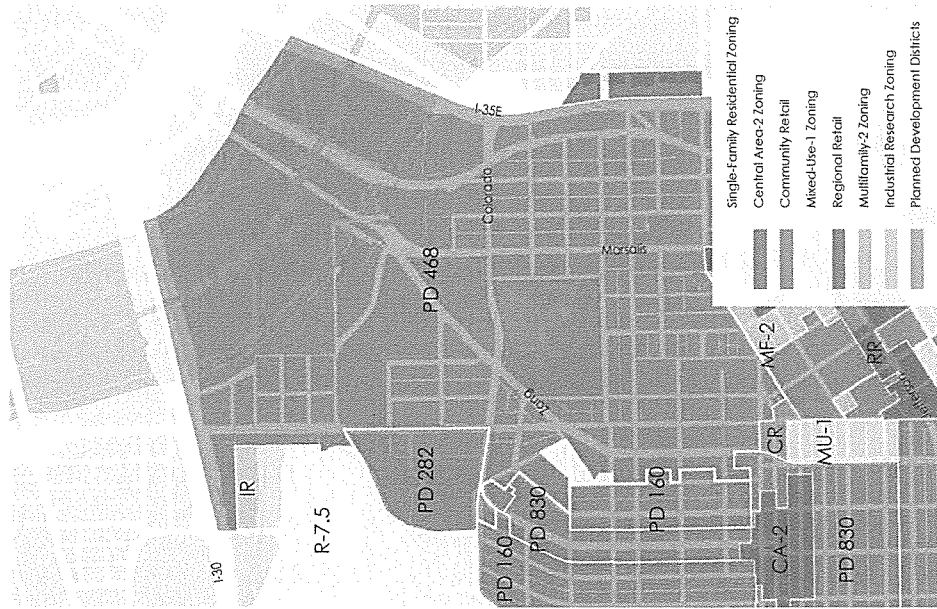 I-30
IR
R-7.5
PD 282
PD 468
I-35E
Colorado
Marsalis
Zang
PD 160
PD 830
PD 160
CA-2
PD 830
CR
MU-1
MF-2
RR
Jefferson
Single-Family Residential Zoning
Central Area-2 Zoning
Community Retail
Mixed-Use-1 Zoning
Regional Retail
Multifamily-2 Zoning
Industrial Research Zoning
Planned Development Districts